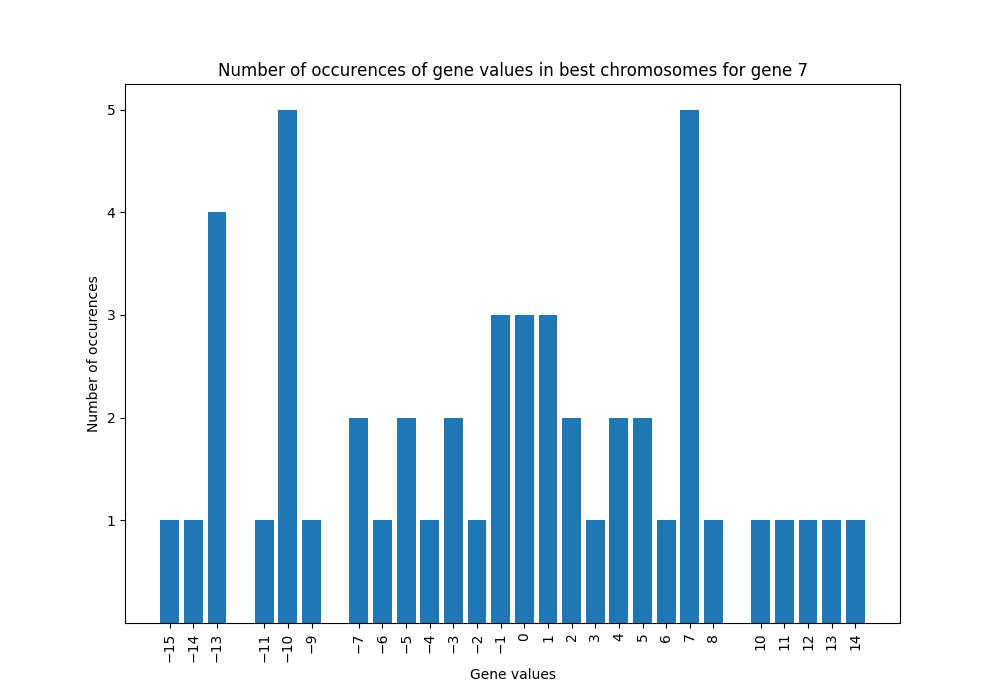 Number of occurences of gene values in best chromosomes for gene 7
Number of occurences
5
4
3
2
1
−15 −14 −13 −11 −10 −9 −7 −6 −5 −4 −3 −2 −1 0 1 2 3 4 5 6 7 8 10 11 12 13 14
Gene values